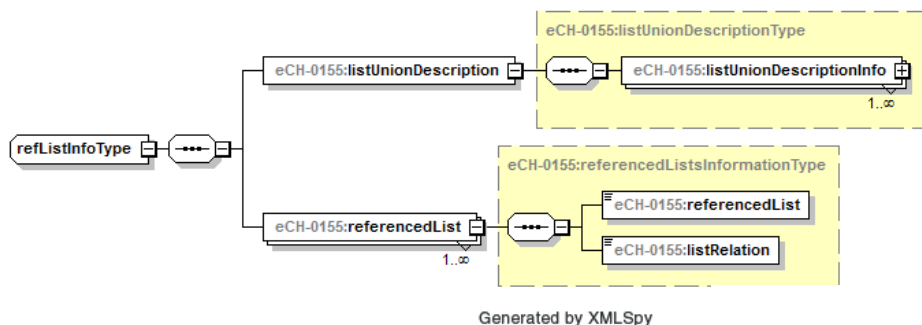 eCH-0155:listUnionDescriptionType
eCH-0155:listUnionDescription
eCH-0155:listUnionDescriptionInfo
1..∞
refListInfoType
eCH-0155:referencedListsInformationType
eCH-0155:referencedList
eCH-0155:referencedList
1..∞
eCH-0155:listRelation
Generated by XMLSpy